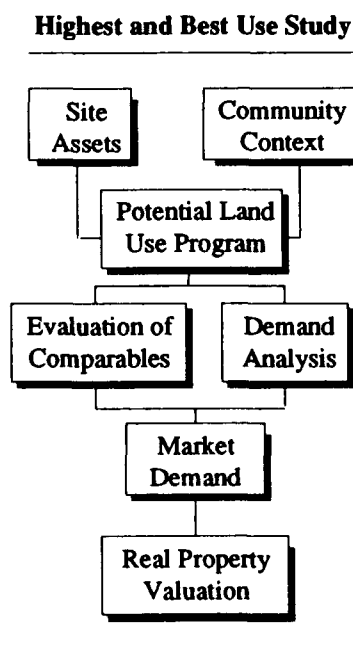 Highest and Best Use Study
Site
Assets
Community
Context
Potential Land
Use Program
Evaluation of
Comparables
Demand
Analysis
Market
Demand
Real Property
Valuation